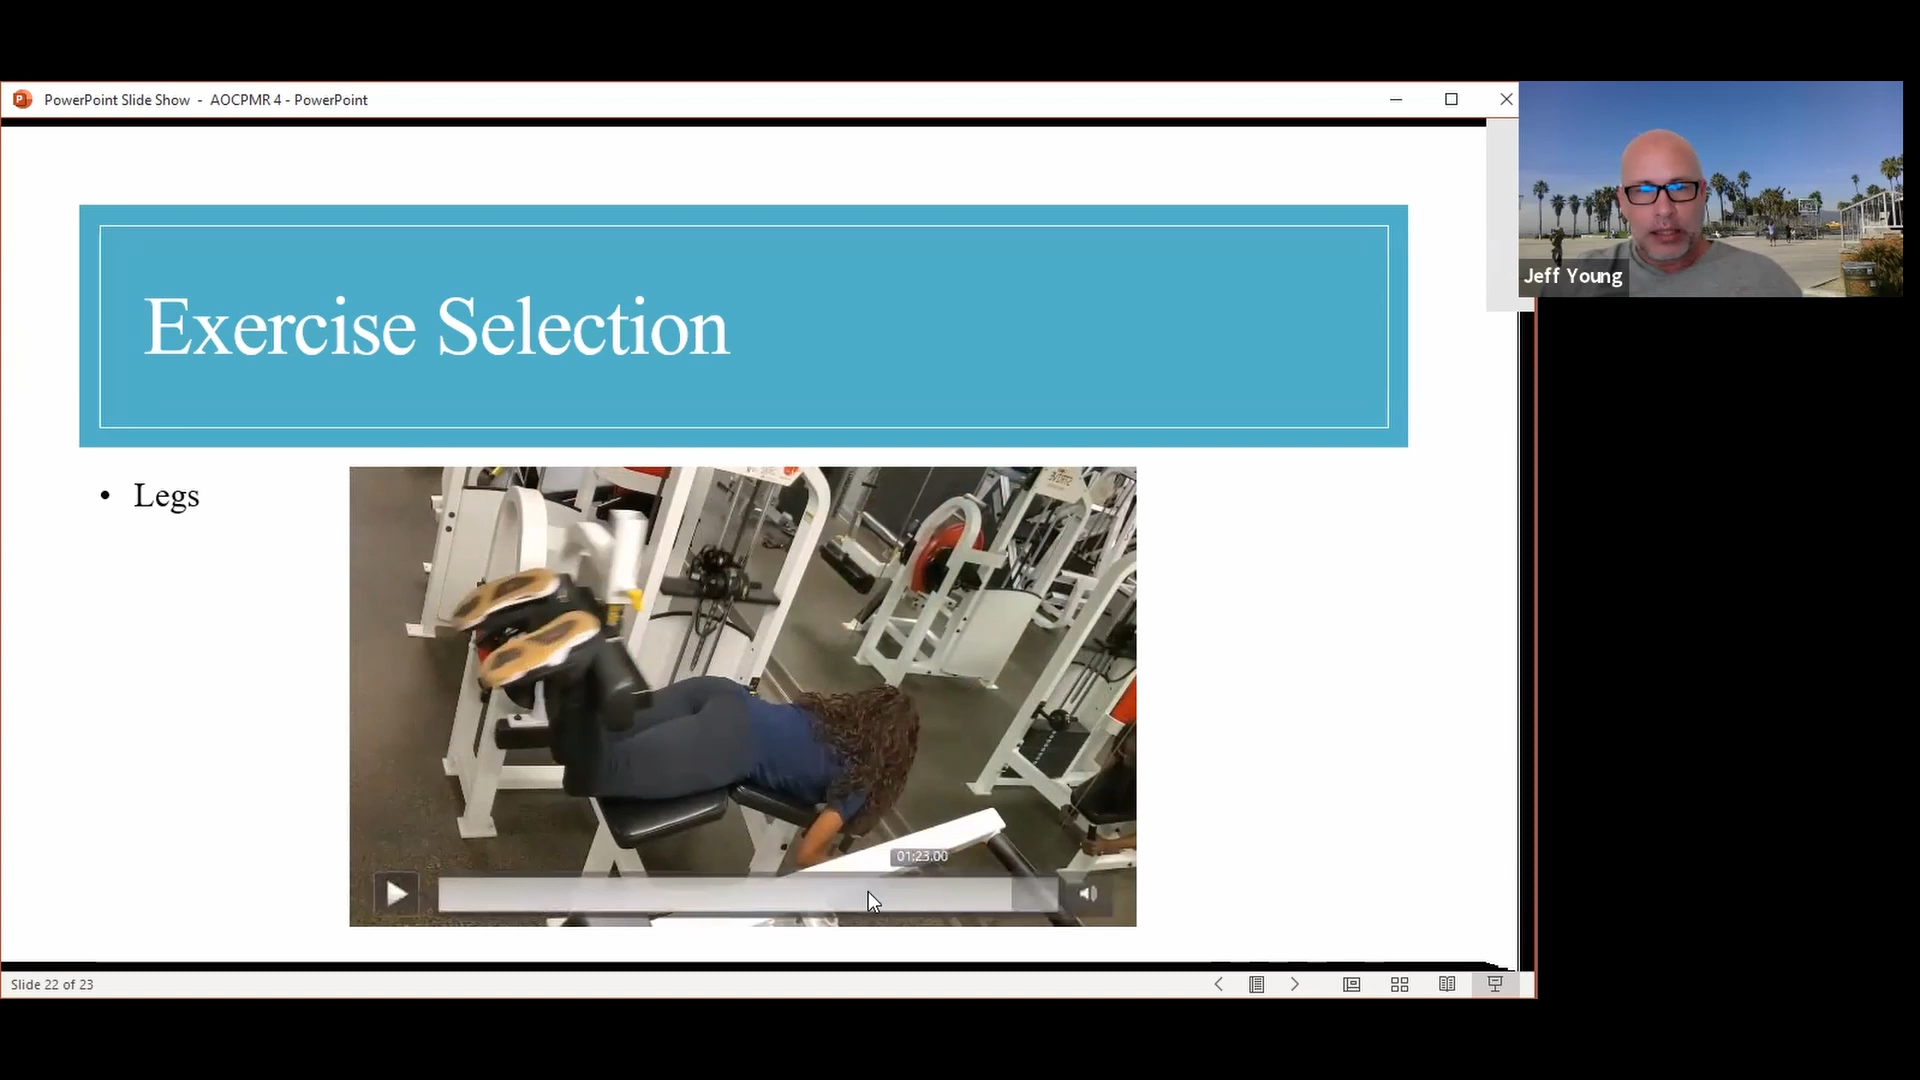 PowerPoint Slide Show - AOCPMR 4 - PowerPoint
Jeff Young
Exercise Selection
• Legs
01:23.00
Slide 22 of 23